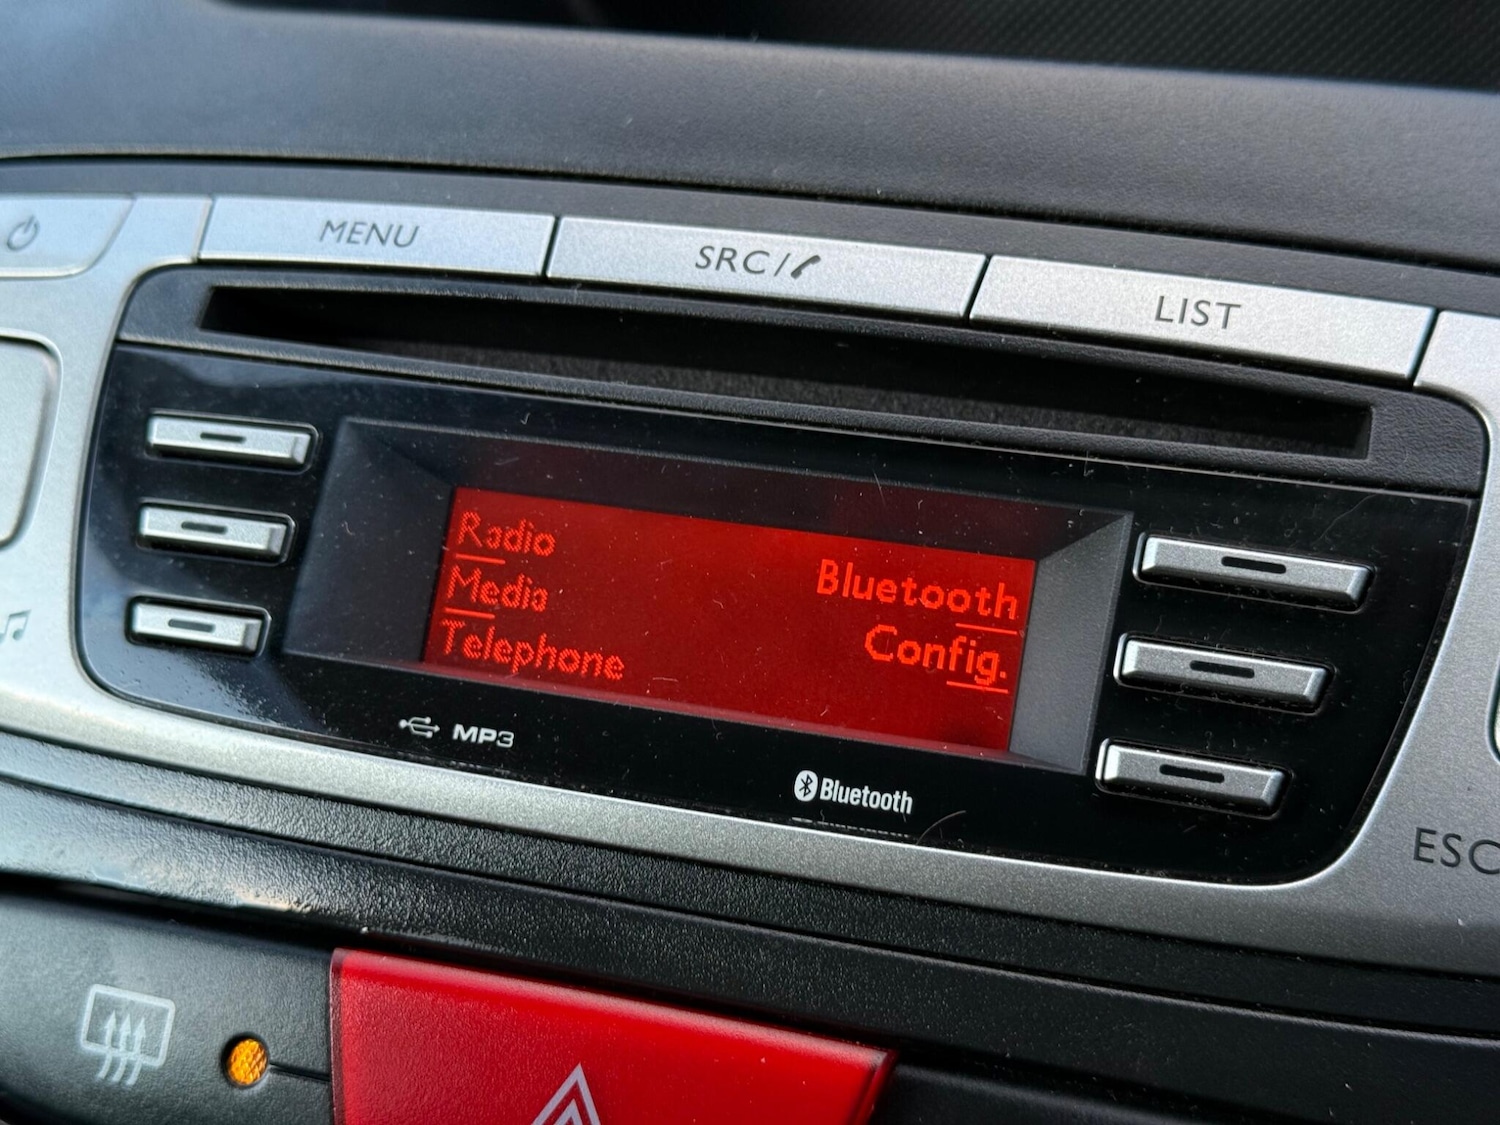 MENU
SRC/
LIST
Radio
Media
Telephone
Bluetooth
Config.
MP3
Bluetooth
ESC